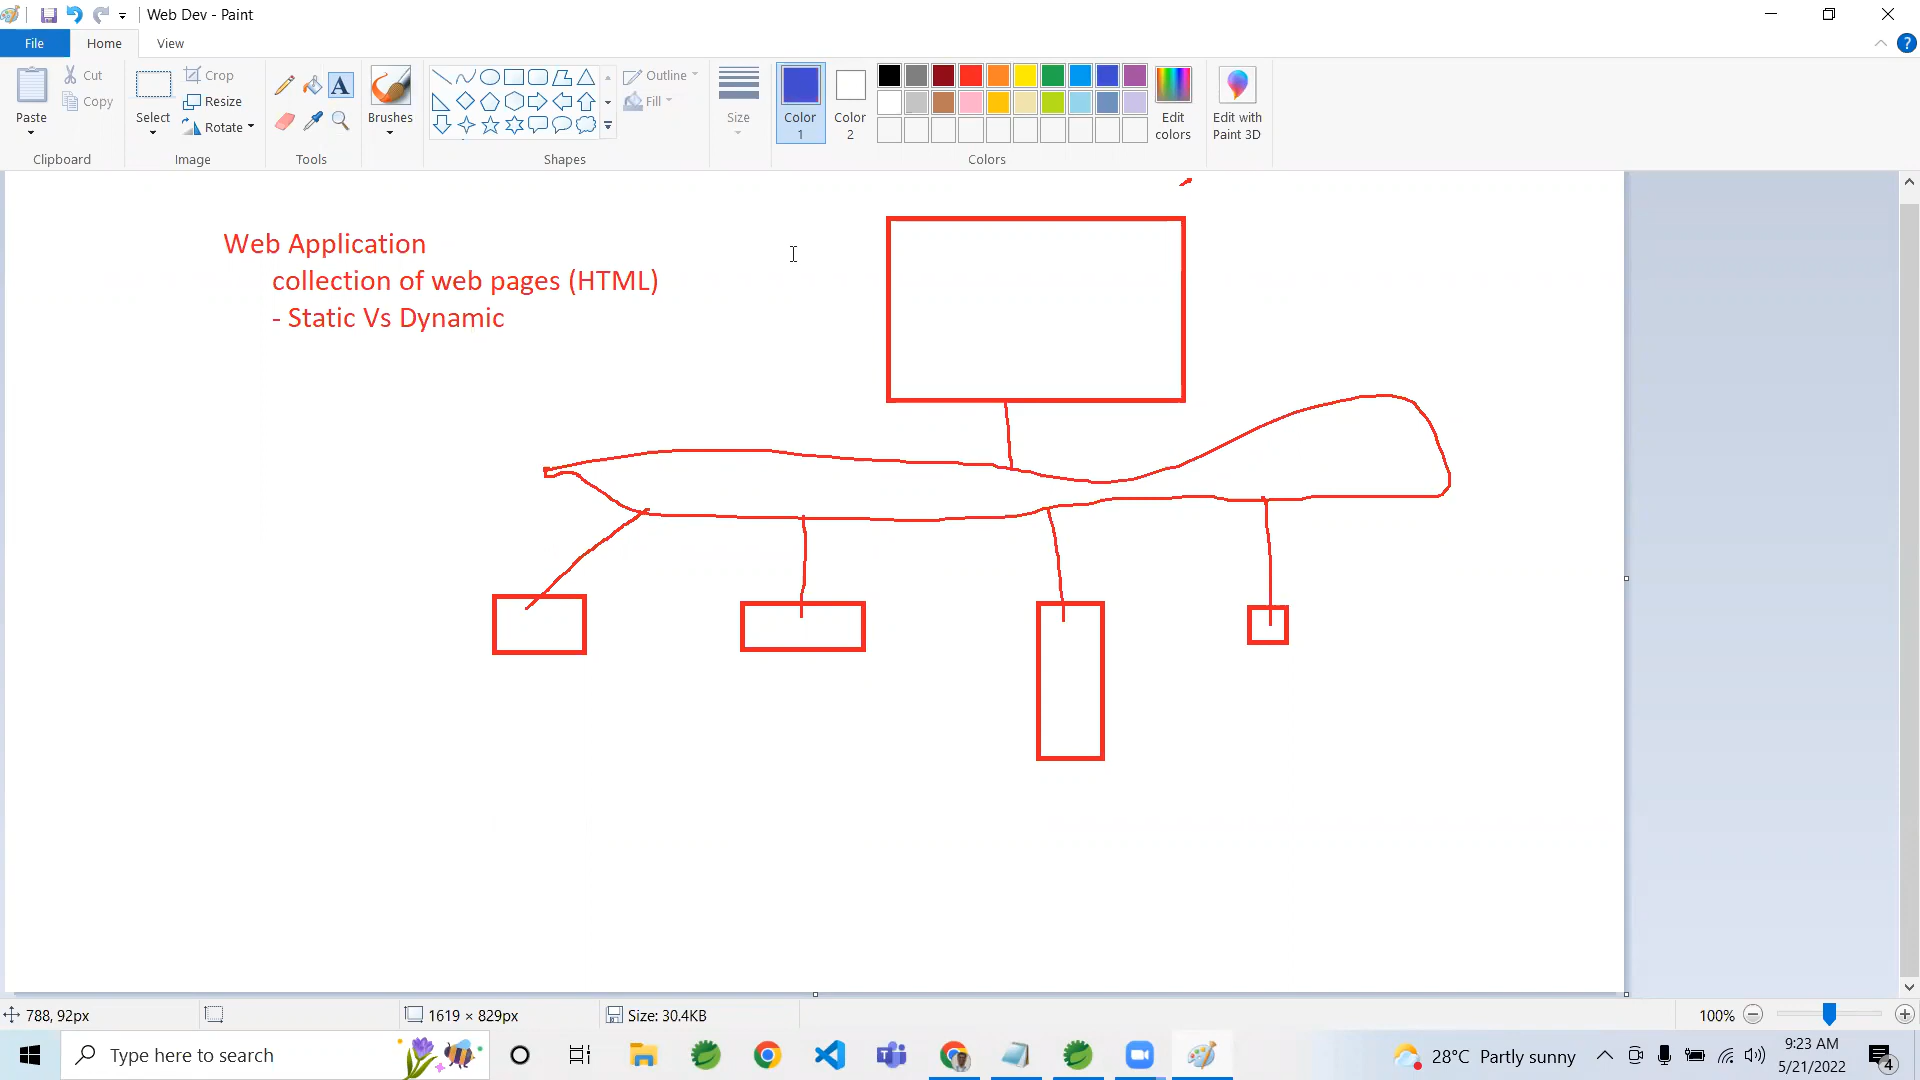 Web Dev - Paint
File
Home
View
Paste
Cut
Copy
Clipboard
Select
Crop
Resize
Rotate
Image
A
Tools
Brushes
Shapes
Outline
Fill
Size
Color
1
Color
2
Edit
colors
Colors
Edit with
Paint 3D
?
Web Application
collection of web pages (HTML)
- Static Vs Dynamic
788, 92px
1619 × 829px
Size: 30.4KB
100%
Type here to search
28°C Partly sunny
9:23 AM
5/21/2022
4